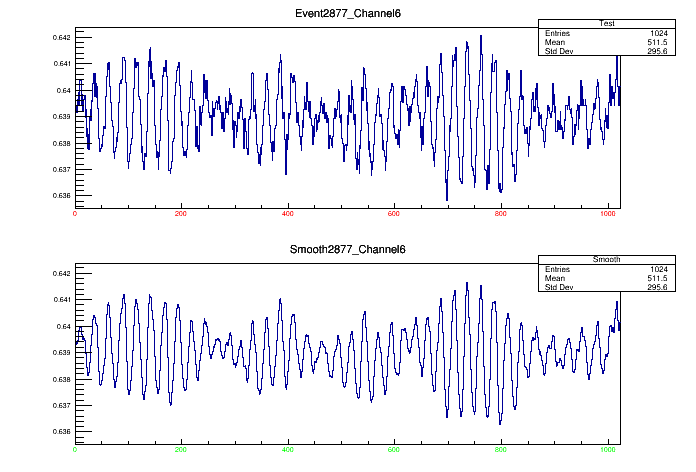 Event2877_Channel6
Test
Entries 1024
Mean 511.5
Std Dev 295.6
0.642
0.641
0.64
0.639
0.638
0.637
0.636
0 200 400 600 800 1000
Smooth2877_Channel6
Smooth
Entries 1024
Mean 511.5
Std Dev 295.6
0.642
0.641
0.64
0.639
0.638
0.637
0.636
0 200 400 600 800 1000